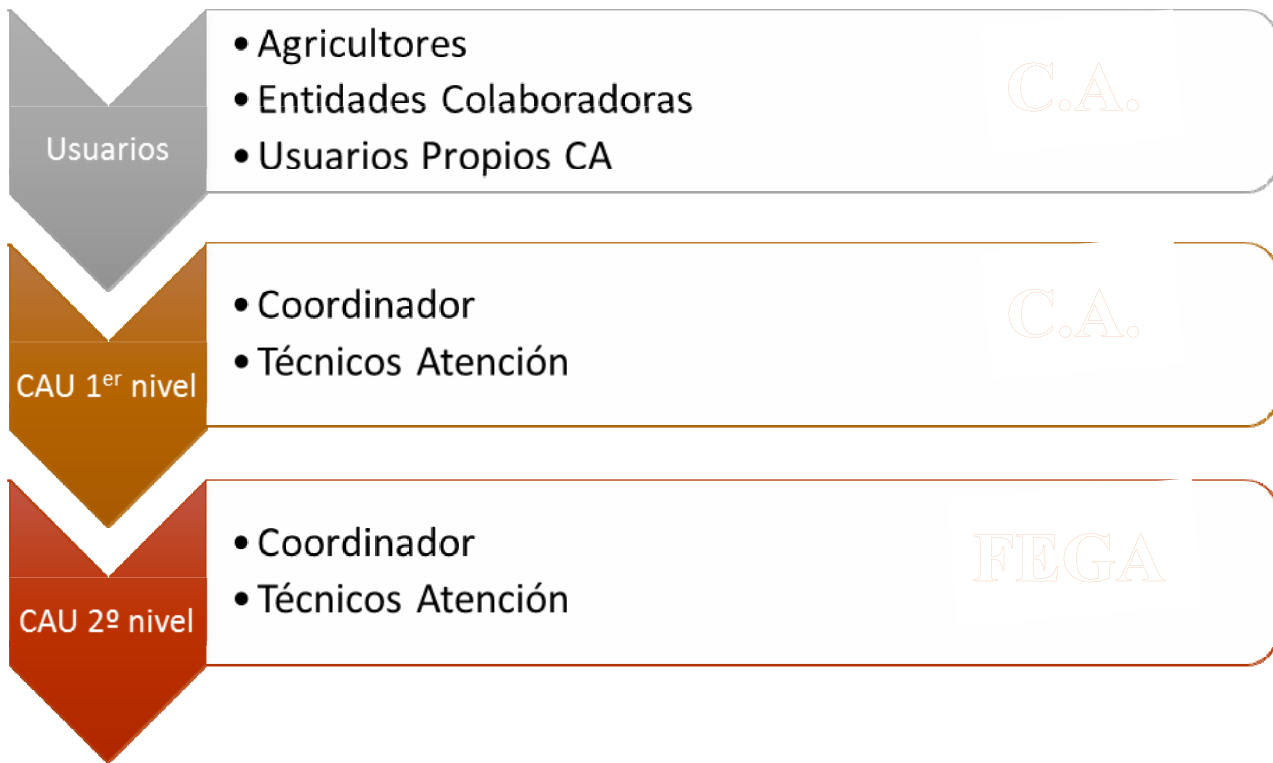 Usuarios
• Agricultores
• Entidades Colaboradoras
• Usuarios Propios CA
C.A.
CAU 1er nivel
• Coordinador
• Técnicos Atención
C.A.
CAU 2º nivel
• Coordinador
• Técnicos Atención
FEGA